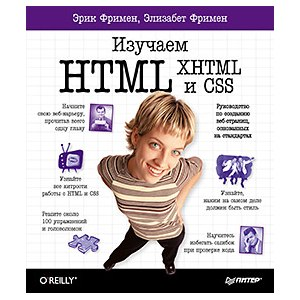 Эрик Фримен, Элизабет Фримен
Изучаем
HTML
XHTML
и CSS
Начните
свою веб-карьеру,
прочитав всего
одну главу
Руководство
по созданию
веб-страниц,
основанных
на стандартах
Узнайте
все хитрости
работы с HTML и CSS
Узнайте,
каким на самом деле
должен быть стиль
Решите около
100 упражнений
и головоломок
Научитесь
избегать ошибок
при проверке кода
O'REILLY®
ПИТЕР®